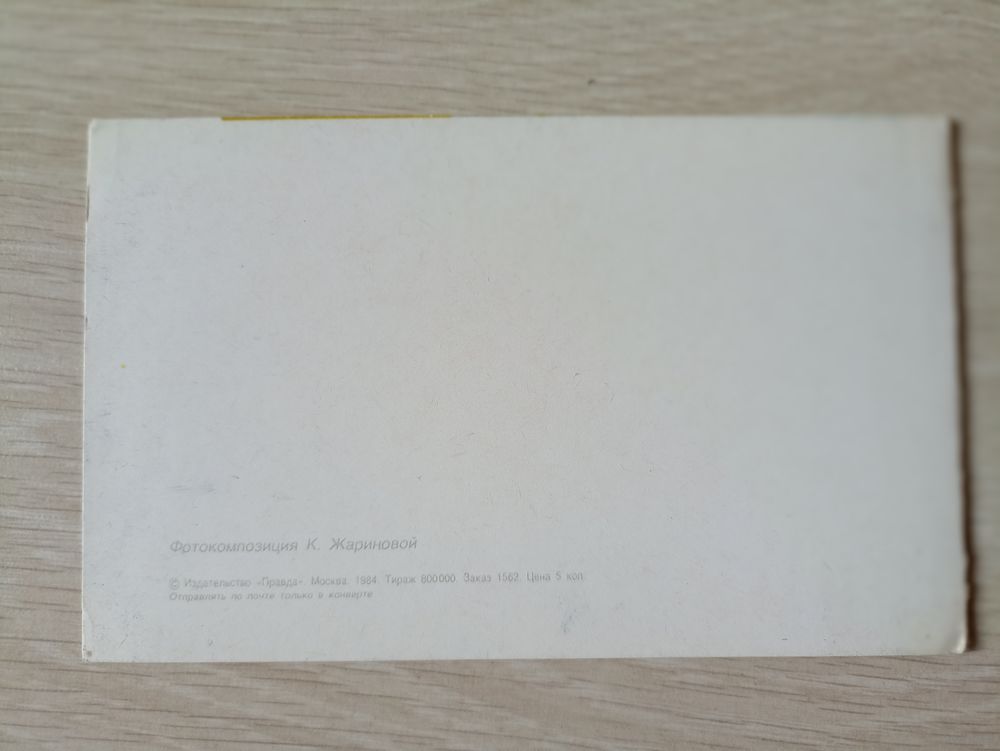 Фотокомпозиция К. Жариновой
© Издательство «Правда». Москва. 1984. Тираж 800000. Заказ 1562. Цена 5 коп.
Отправлять по почте только в конверте